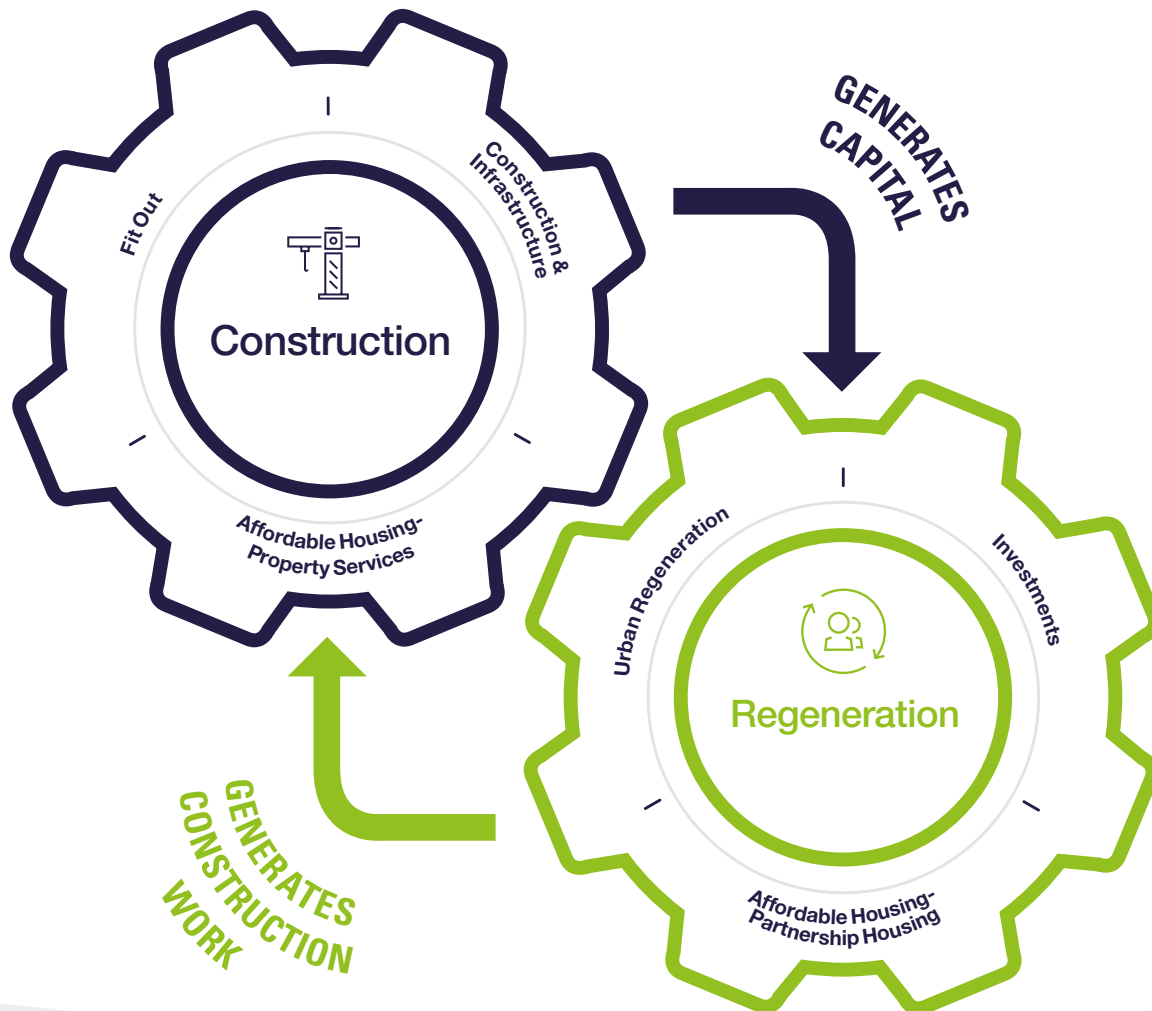 GENERATES
CAPITAL
Fit Out
Construction &
Infrastructure
Construction
Affordable Housing-
Property Services
Urban Regeneration
Investments
Regeneration
Affordable Housing-
Partnership Housing
GENERATES
CONSTRUCTION
WORK